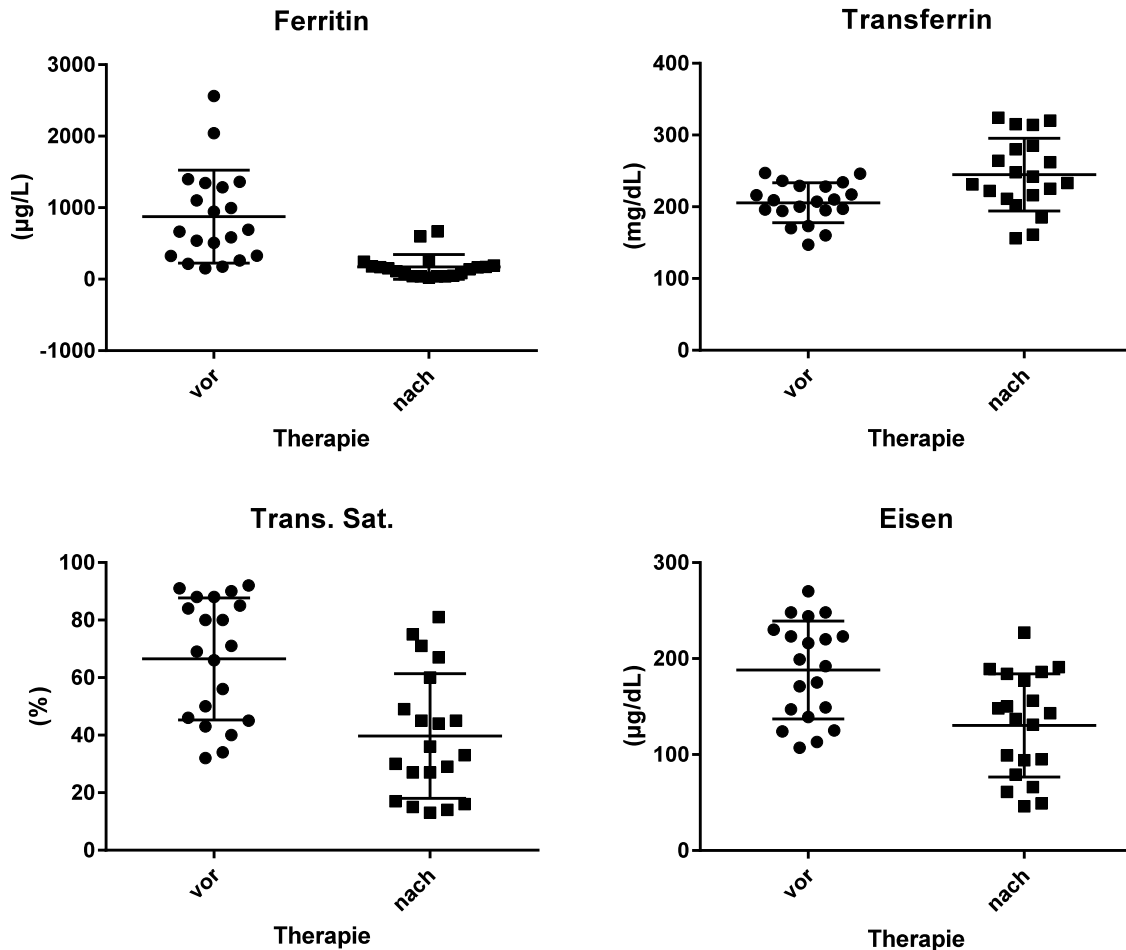 Ferritin
3000
2000
1000
0
-1000
(µg/L)
vor
nach
Therapie
Transferrin
400
300
200
100
0
(mg/dL)
vor
nach
Therapie
Trans. Sat.
100
80
60
40
20
0
(%)
vor
nach
Therapie
Eisen
300
200
100
0
(µg/dL)
vor
nach
Therapie